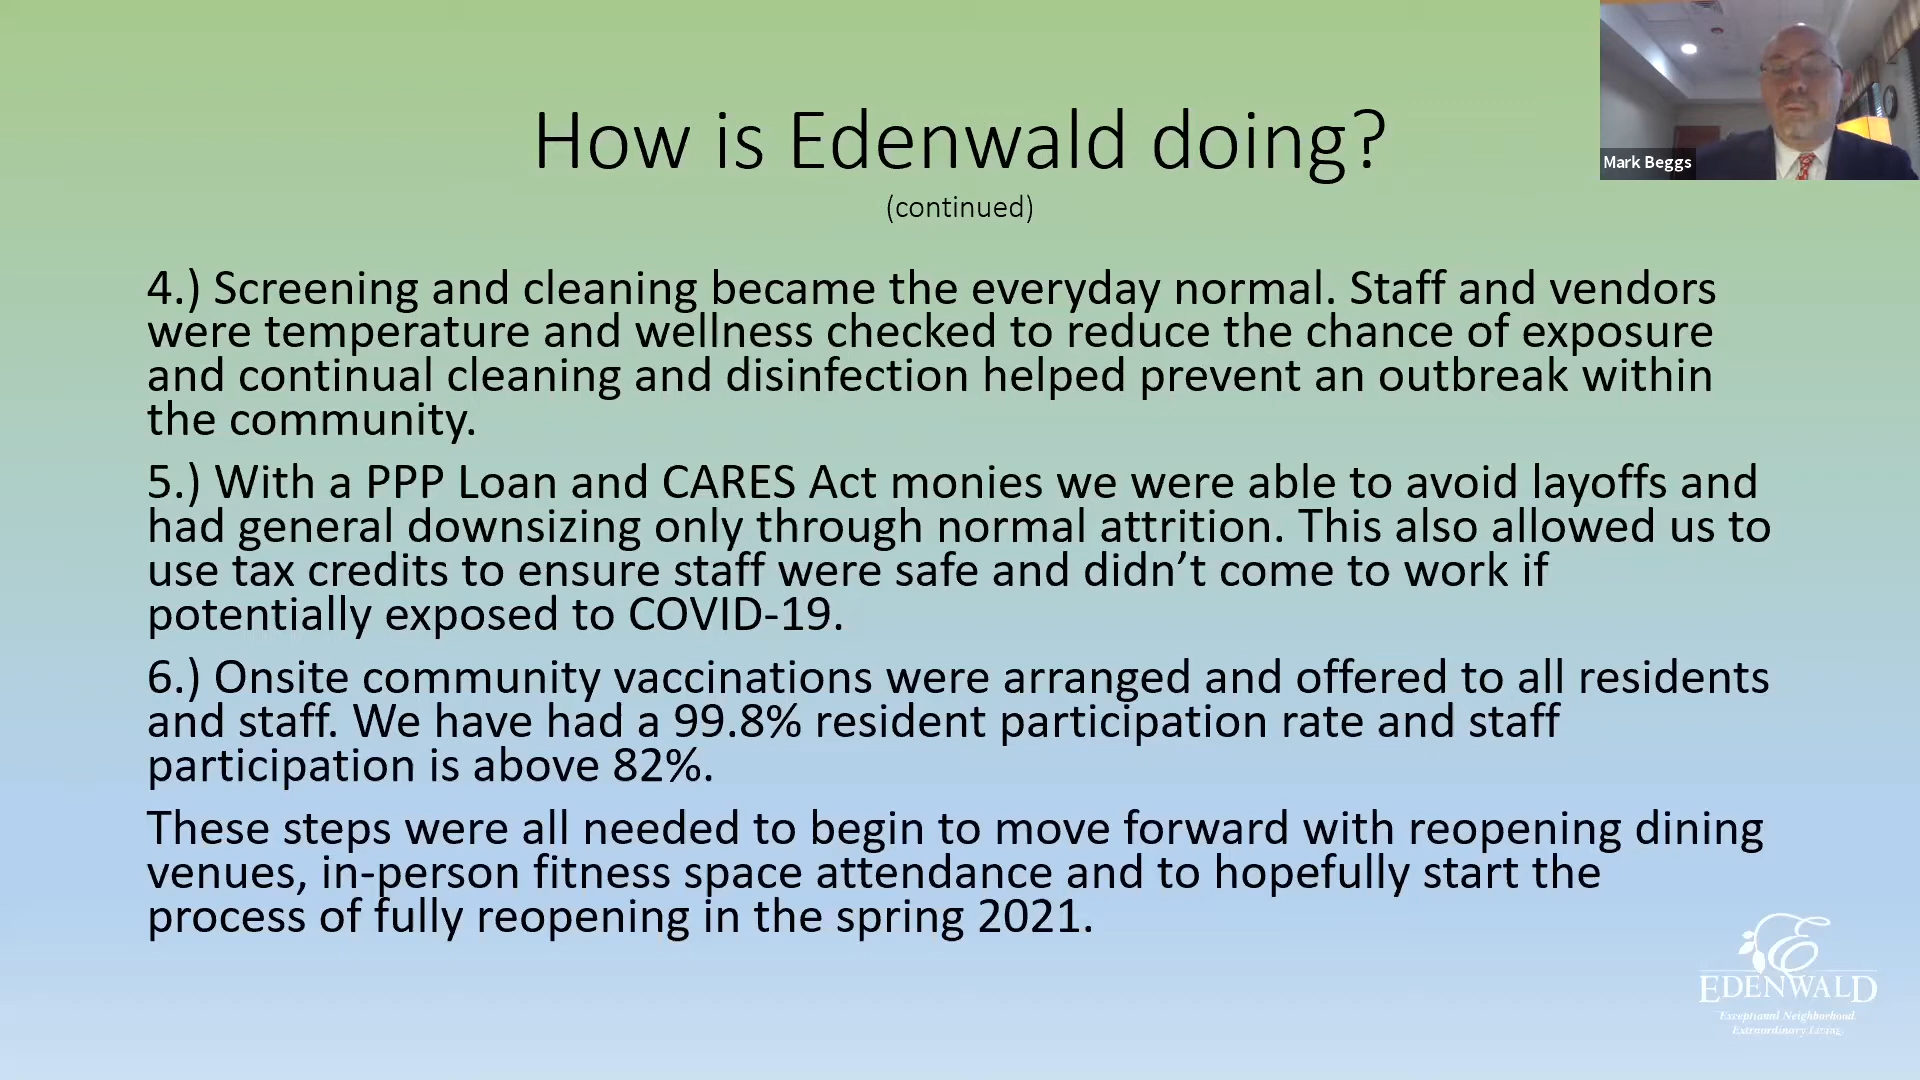 How is Edenwald doing?
(continued)
Mark Beggs
4.) Screening and cleaning became the everyday normal. Staff and vendors
were temperature and wellness checked to reduce the chance of exposure
and continual cleaning and disinfection helped prevent an outbreak within
the community.
5.) With a PPP Loan and CARES Act monies we were able to avoid layoffs and
had general downsizing only through normal attrition. This also allowed us to
use tax credits to ensure staff were safe and didn’t come to work if
potentially exposed to COVID-19.
6.) Onsite community vaccinations were arranged and offered to all residents
and staff. We have had a 99.8% resident participation rate and staff
participation is above 82%.
These steps were all needed to begin to move forward with reopening dining
venues, in-person fitness space attendance and to hopefully start the
process of fully reopening in the spring 2021.
E
EDENWALD
Exceptional Neighborhood.
Extraordinary Living.